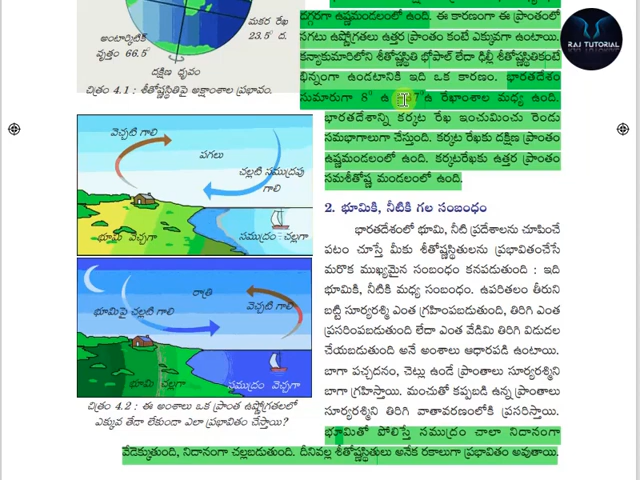 మకర రేఖ
23.5° ద.
అంటార్కిటిక్
వృత్తం 66.5°
దక్షిణ ధృవం
చిత్రం 4.1 : శీతోష్ణస్థితిపై అక్షాంశాల ప్రభావం.
వెచ్చటి గాలి
పగలు
చల్లటి సముద్రపు
గాలి
భూమి వెచ్చగా
సముద్రం చల్లగా
రాత్రి
భూమిపై చల్లటి గాలి
వెచ్చటి గాలి
భూమి చల్లగా
సముద్రం వెచ్చగా
చిత్రం 4.2 : ఈ అంశాలు ఒక ప్రాంత ఉష్ణోగ్రతలలో
ఎక్కువ తేడా లేకుండా ఎలా ప్రభావితం చేస్తాయి?
RAJ TUTORIAL
దగ్గరగా ఉష్ణమండలంలో ఉంది. ఈ కారణంగా ఈ ప్రాంతంలో
సగటు ఉష్ణోగ్రతలు ఉత్తర ప్రాంతం కంటే ఎక్కువగా ఉంటాయి.
కన్యాకుమారిలోని శీతోష్ణస్థితి భోపాల్ లేదా ఢిల్లీ శీతోష్ణస్థితికంటే
భిన్నంగా ఉండటానికి ఇది ఒక కారణం. భారతదేశం
సుమారుగా 8° ఉ 7°ఉ రేఖాంశాల మధ్య ఉంది.
భారతదేశాన్ని కర్కట రేఖ ఇంచుమించు రెండు
సమభాగాలుగా చేస్తుంది. కర్కట రేఖకు దక్షిణ ప్రాంతం
ఉష్ణమండలంలో ఉంది. కర్కటరేఖకు ఉత్తర ప్రాంతం
సమశీతోష్ణ మండలంలో ఉంది.
2. భూమికి, నీటికి గల సంబంధం
భారతదేశంలో భూమి, నీటి ప్రదేశాలను చూపించే
పటం చూస్తే మీకు శీతోష్ణస్థితులను ప్రభావితంచేసే
మరొక ముఖ్యమైన సంబంధం కనపడుతుంది : ఇది
భూమికి, నీటికి మధ్య సంబంధం. ఉపరితలం తీరుని
బట్టి సూర్యరశ్మి ఎంత గ్రహింపబడుతుంది, తిరిగి ఎంత
ప్రసరింపబడుతుంది లేదా ఎంత వేడిమి తిరిగి విడుదల
చేయబడుతుంది అనే అంశాలు ఆధారపడి ఉంటాయి.
బాగా పచ్చదనం, చెట్లు ఉండే ప్రాంతాలు సూర్యరశ్మిని
బాగా గ్రహిస్తాయి. మంచుతో కప్పబడి ఉన్న ప్రాంతాలు
సూర్యరశ్మిని తిరిగి వాతావరణంలోకి ప్రసరిస్తాయి.
భూమితో పోలిస్తే సముద్రం చాలా నిదానంగా
వేడెక్కుతుంది, నిదానంగా చల్లబడుతుంది. దీనివల్ల శీతోష్ణస్థితులు అనేక రకాలుగా ప్రభావితం అవుతాయి.